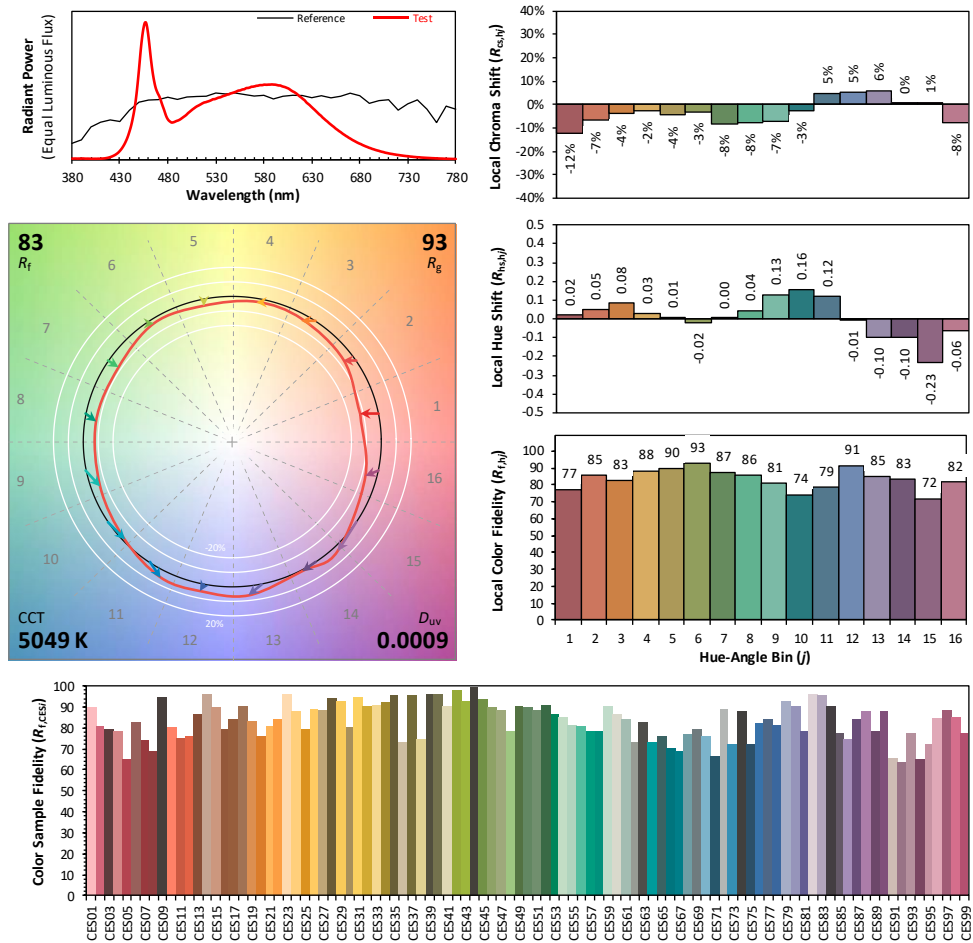 Radiant Power
(Equal Luminous Flux)
Reference
Test
380 430 480 530 580 630 680 730 780
Wavelength (nm)
Local Chroma Shift (Rcs,hj)
40%
30%
20%
10%
0%
-10%
-20%
-30%
-40%
-12% -7% -4% -2% -4% -3% -8% -8% -7% -3% 5% 5% 6% 0% 1% -8%
83
Rf
93
Rg
5 4
6 3
7 2
8 1
9 16
10 15
11 14
12 13
-20%
20%
CCT
5049 K
Duv
0.0009
Local Hue Shift (Rhs,hj)
0.5
0.4
0.3
0.2
0.1
0.0
-0.1
-0.2
-0.3
-0.4
-0.5
0.02 0.05 0.08 0.03 0.01 -0.02 0.00 0.04 0.13 0.16 0.12 -0.01 -0.10 -0.10 -0.23 -0.06
Local Color Fidelity (Rf,hj)
100
90
80
70
60
50
40
30
20
10
0
77 85 83 88 90 93 87 86 81 74 79 91 85 83 72 82
1 2 3 4 5 6 7 8 9 10 11 12 13 14 15 16
Hue-Angle Bin (j)
Color Sample Fidelity (Rf,CESi)
100
90
80
70
60
50
40
30
20
10
0
CES01 CES03 CES05 CES07 CES09 CES11 CES13 CES15 CES17 CES19 CES21 CES23 CES25 CES27 CES29 CES31 CES33 CES35 CES37 CES39 CES41 CES43 CES45 CES47 CES49 CES51 CES53 CES55 CES57 CES59 CES61 CES63 CES65 CES67 CES69 CES71 CES73 CES75 CES77 CES79 CES81 CES83 CES85 CES87 CES89 CES91 CES93 CES95 CES97 CES99